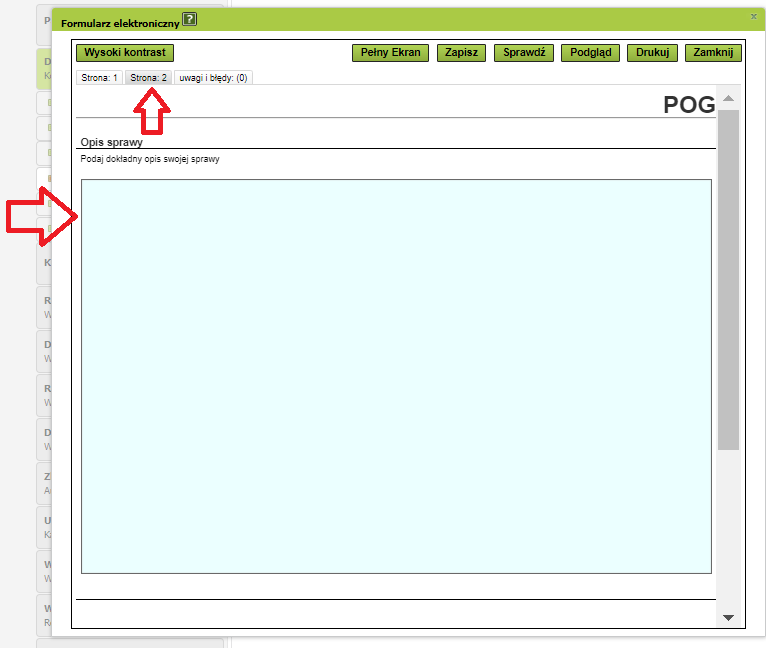 Formularz elektroniczny ?
Wysoki kontrast Pełny Ekran Zapisz Sprawdź Podgląd Drukuj Zamknij
Strona: 1 Strona: 2 uwagi i błędy: (0)
POG
Opis sprawy
Podaj dokładny opis swojej sprawy